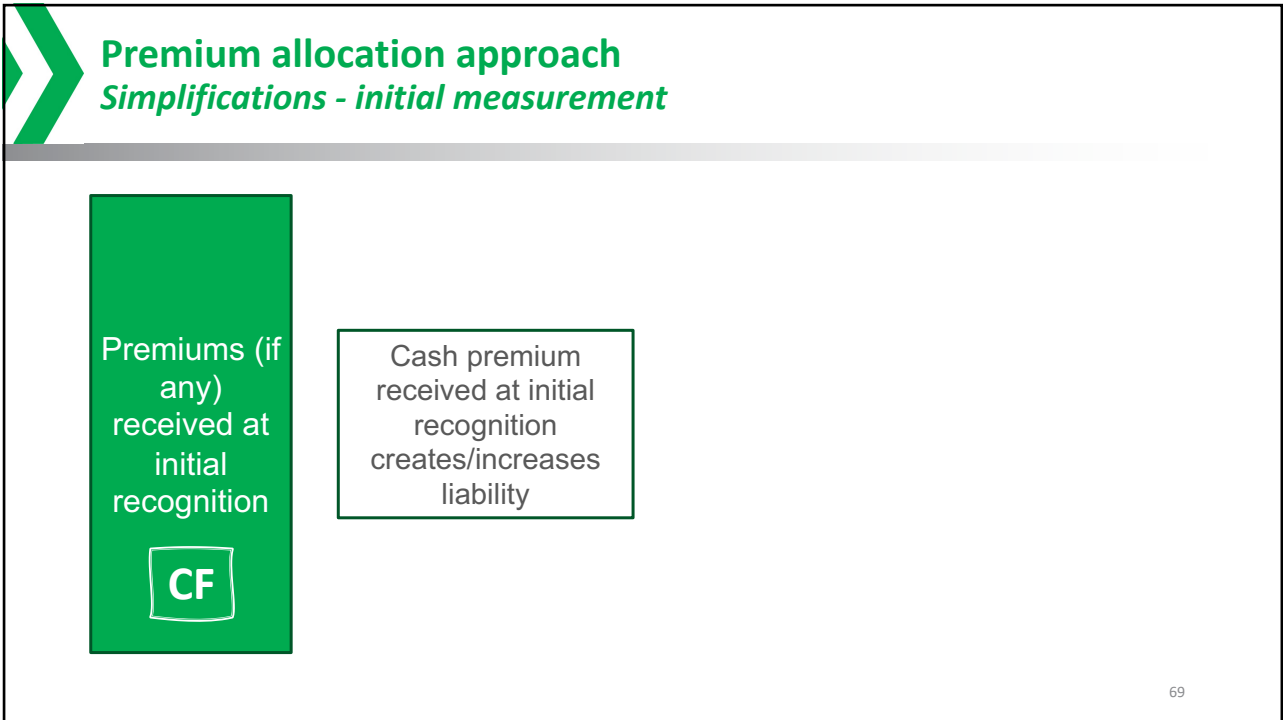 Premium allocation approach
Simplifications - initial measurement
Premiums (if
any)
received at
initial
recognition
CF
Cash premium
received at initial
recognition
creates/increases
liability
69